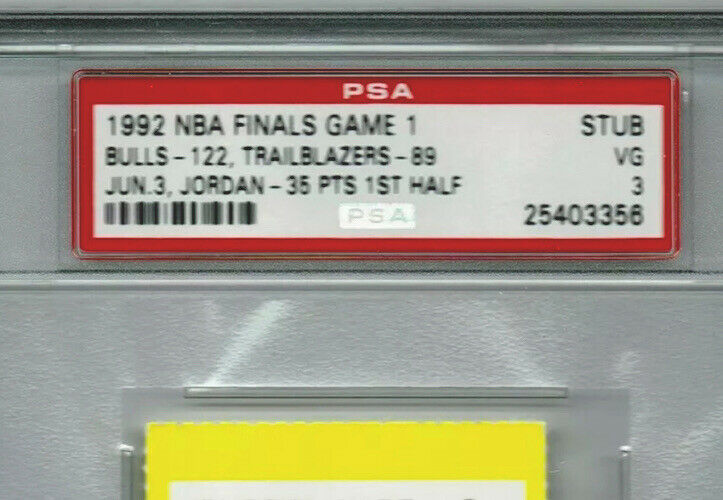 PSA
1992 NBA FINALS GAME 1 STUB
BULLS - 122, TRAILBLAZERS - 89 VG
JUN.3, JORDAN - 35 PTS 1ST HALF 3
PSA 25403356